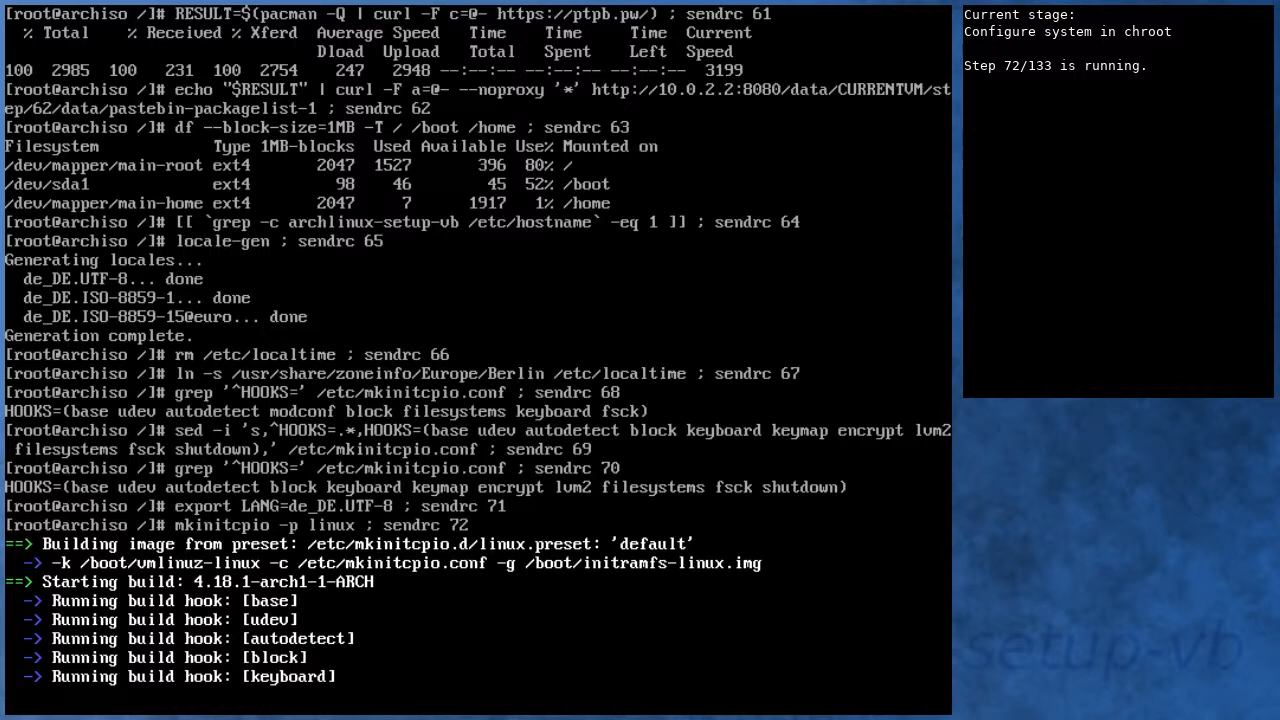 [root@archiso /]# RESULT=$(pacman -Q | curl -F c=@- https://ptpb.pw/) ; sendrc 61
  % Total    % Received % Xferd  Average Speed   Time    Time     Time  Current
                                 Dload  Upload   Total   Spent    Left  Speed
100  2985  100   231  100  2754    247   2948 --:--:-- --:--:-- --:--:--  3199
[root@archiso /]# echo "$RESULT" | curl -F a=@- --noproxy '*' http://10.0.2.2:8080/data/CURRENTVM/st
ep/62/data/pastebin-packagelist-1 ; sendrc 62
[root@archiso /]# df --block-size=1MB -T / /boot /home ; sendrc 63
Filesystem            Type 1MB-blocks  Used Available Use% Mounted on
/dev/mapper/main-root ext4       2047  1527       396  80% /
/dev/sda1             ext4         98    46        45  52% /boot
/dev/mapper/main-home ext4       2047     7      1917   1% /home
[root@archiso /]# [[ `grep -c archlinux-setup-vb /etc/hostname` -eq 1 ]] ; sendrc 64
[root@archiso /]# locale-gen ; sendrc 65
Generating locales...
  de_DE.UTF-8... done
  de_DE.ISO-8859-1... done
  de_DE.ISO-8859-15@euro... done
Generation complete.
[root@archiso /]# rm /etc/localtime ; sendrc 66
[root@archiso /]# ln -s /usr/share/zoneinfo/Europe/Berlin /etc/localtime ; sendrc 67
[root@archiso /]# grep '^HOOKS=' /etc/mkinitcpio.conf ; sendrc 68
HOOKS=(base udev autodetect modconf block filesystems keyboard fsck)
[root@archiso /]# sed -i 's,^HOOKS=.*,HOOKS=(base udev autodetect block keyboard keymap encrypt lvm2
 filesystems fsck shutdown),' /etc/mkinitcpio.conf ; sendrc 69
[root@archiso /]# grep '^HOOKS=' /etc/mkinitcpio.conf ; sendrc 70
HOOKS=(base udev autodetect block keyboard keymap encrypt lvm2 filesystems fsck shutdown)
[root@archiso /]# export LANG=de_DE.UTF-8 ; sendrc 71
[root@archiso /]# mkinitcpio -p linux ; sendrc 72
==> Building image from preset: /etc/mkinitcpio.d/linux.preset: 'default'
  -> -k /boot/vmlinuz-linux -c /etc/mkinitcpio.conf -g /boot/initramfs-linux.img
==> Starting build: 4.18.1-arch1-1-ARCH
  -> Running build hook: [base]
  -> Running build hook: [udev]
  -> Running build hook: [autodetect]
  -> Running build hook: [block]
  -> Running build hook: [keyboard]
Current stage:
Configure system in chroot
Step 72/133 is running.
setup-vb